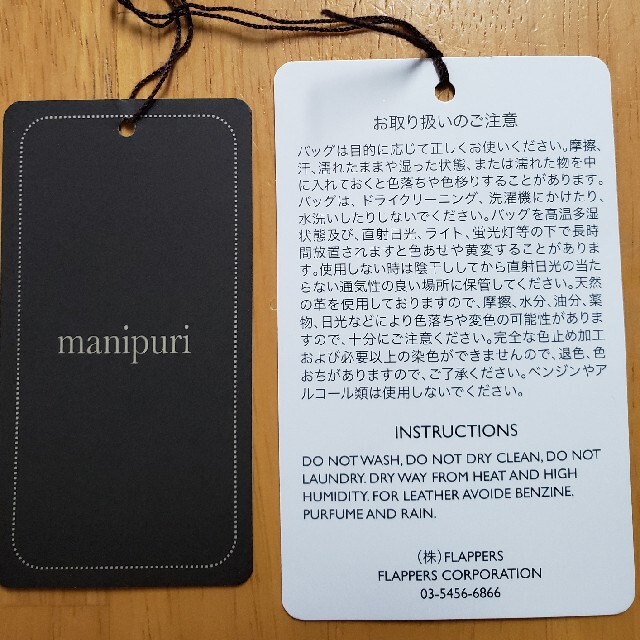 manipuri
お取り扱いのご注意
バッグは目的に応じて正しくお使いください。摩擦、
汗、濡れたままや湿った状態、または濡れた物を中
に入れておくと色落ちや色移りすることがあります。
バッグは、ドライクリーニング、洗濯機にかけたり、
水洗いしたりしないでください。バッグを高温多湿
状態及び、直射日光、ライト、蛍光灯等の下で長時
間放置されますと色あせや黄変することがありま
す。使用しない時は陰干ししてから直射日光の当た
らない通気性の良い場所に保管してください。天然
の革を使用しておりますので、摩擦、水分、油分、薬
物、日光などにより色落ちや変色の可能性がありま
すので、十分にご注意ください。完全な色止め加工
および必要以上の染色ができませんので、退色、色
おちがありますので、ご了承ください。ベンジンやア
ルコール類は使用しないでください。
INSTRUCTIONS
DO NOT WASH, DO NOT DRY CLEAN, DO NOT
LAUNDRY. DRY WAY FROM HEAT AND HIGH
HUMIDITY. FOR LEATHER AVOIDE BENZINE.
PURFUME AND RAIN.
（株）FLAPPERS
FLAPPERS CORPORATION
03-5456-6866